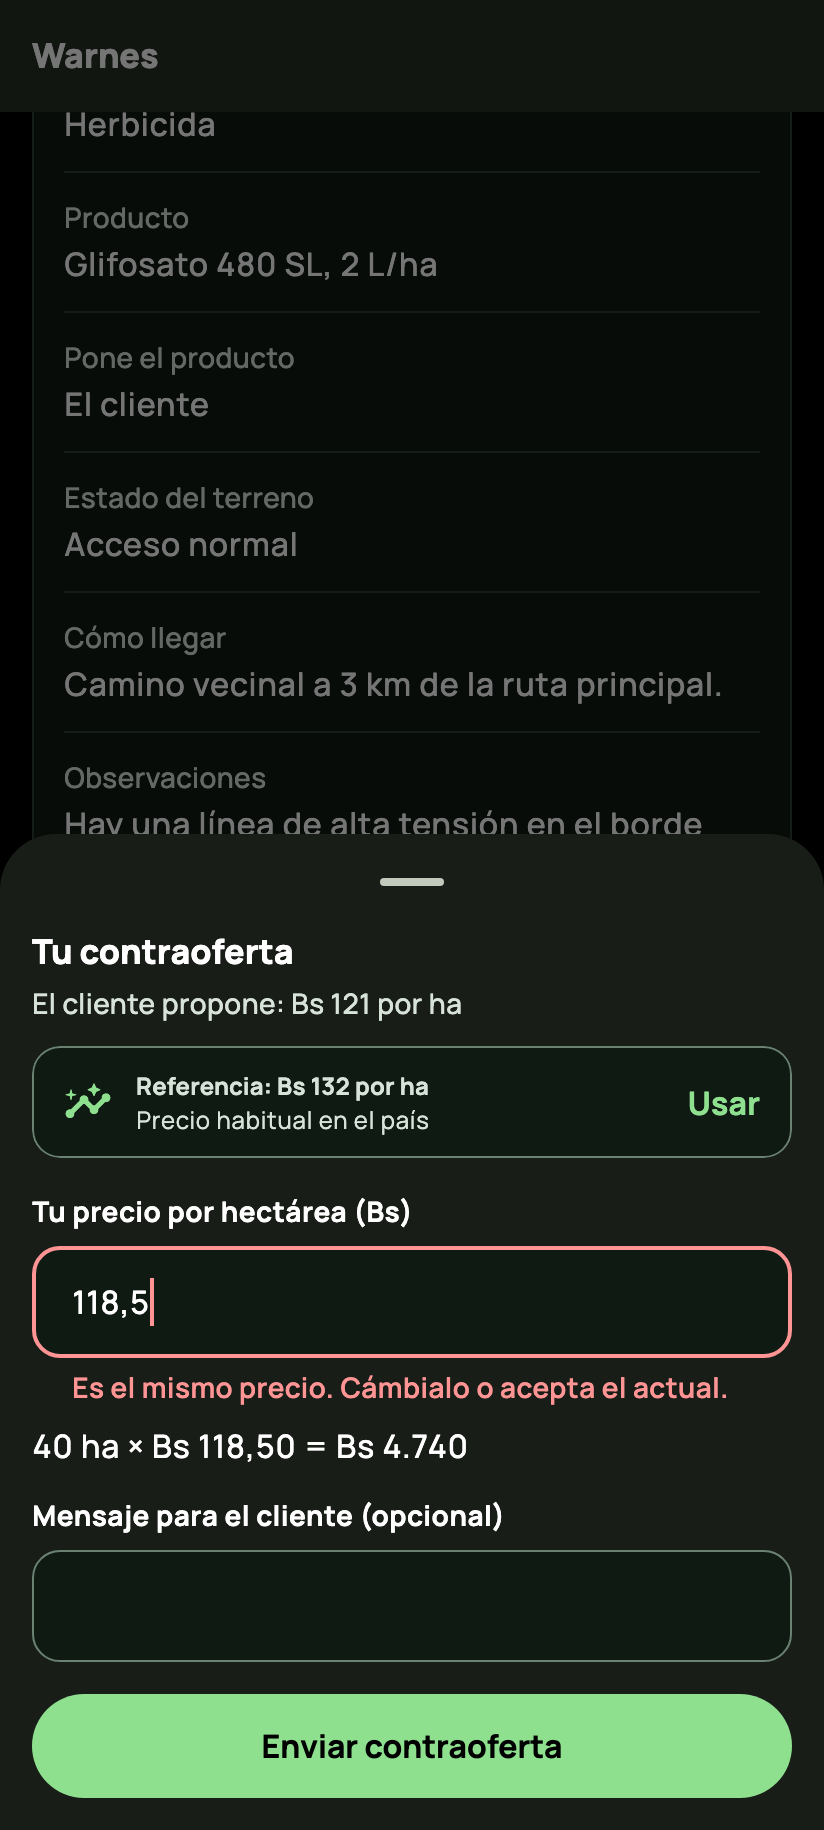 Warnes
Herbicida
Producto
Glifosato 480 SL, 2 L/ha
Pone el producto
El cliente
Estado del terreno
Acceso normal
Cómo llegar
Camino vecinal a 3 km de la ruta principal.
Observaciones
Hay una línea de alta tensión en el borde
Tu contraoferta
El cliente propone: Bs 121 por ha
Referencia: Bs 132 por ha
Precio habitual en el país
Usar
Tu precio por hectárea (Bs)
118,5
Es el mismo precio. Cámbialo o acepta el actual.
40 ha × Bs 118,50 = Bs 4.740
Mensaje para el cliente (opcional)
Enviar contraoferta